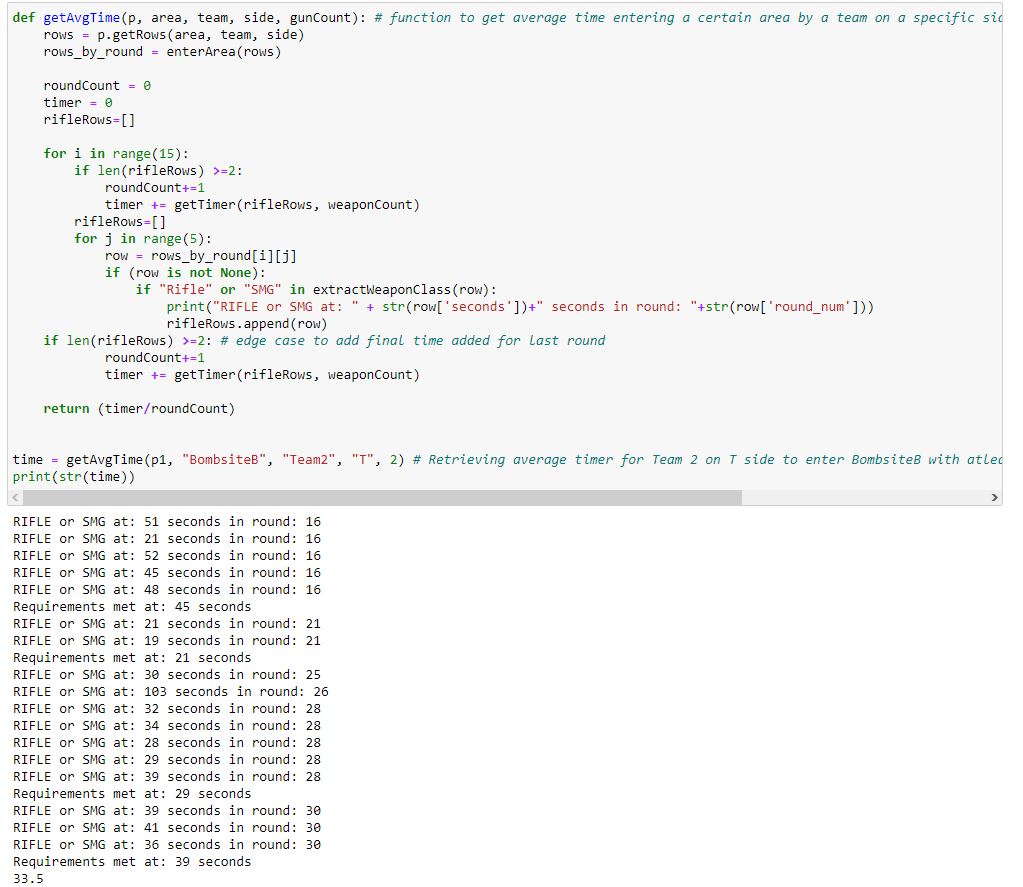 def getAvgTime(p, area, team, side, gunCount): # function to get average time entering a certain area by a team on a specific
    rows = p.getRows(area, team, side)
    rows_by_round = enterArea(rows)

    roundCount = 0
    timer = 0
    rifleRows=[]

    for i in range(15):
        if len(rifleRows) >=2:
            roundCount+=1
            timer += getTimer(rifleRows, weaponCount)
        rifleRows=[]
        for j in range(5):
            row = rows_by_round[i][j]
            if (row is not None):
                if "Rifle" or "SMG" in extractWeaponClass(row):
                    print("RIFLE or SMG at: " + str(row['seconds'])+" seconds in round: "+str(row['round_num']))
                    rifleRows.append(row)
    if len(rifleRows) >=2: # edge case to add final time added for last round
            roundCount+=1
            timer += getTimer(rifleRows, weaponCount)

    return (timer/roundCount)

time = getAvgTime(p1, "BombsiteB", "Team2", "T", 2) # Retrieving average timer for Team 2 on T side to enter BombsiteB with
print(str(time))
RIFLE or SMG at: 51 seconds in round: 16
RIFLE or SMG at: 21 seconds in round: 16
RIFLE or SMG at: 52 seconds in round: 16
RIFLE or SMG at: 45 seconds in round: 16
RIFLE or SMG at: 48 seconds in round: 16
Requirements met at: 45 seconds
RIFLE or SMG at: 21 seconds in round: 21
RIFLE or SMG at: 19 seconds in round: 21
Requirements met at: 21 seconds
RIFLE or SMG at: 30 seconds in round: 25
RIFLE or SMG at: 103 seconds in round: 26
RIFLE or SMG at: 32 seconds in round: 28
RIFLE or SMG at: 34 seconds in round: 28
RIFLE or SMG at: 28 seconds in round: 28
RIFLE or SMG at: 29 seconds in round: 28
RIFLE or SMG at: 39 seconds in round: 28
Requirements met at: 29 seconds
RIFLE or SMG at: 39 seconds in round: 30
RIFLE or SMG at: 41 seconds in round: 30
RIFLE or SMG at: 36 seconds in round: 30
Requirements met at: 39 seconds
33.5